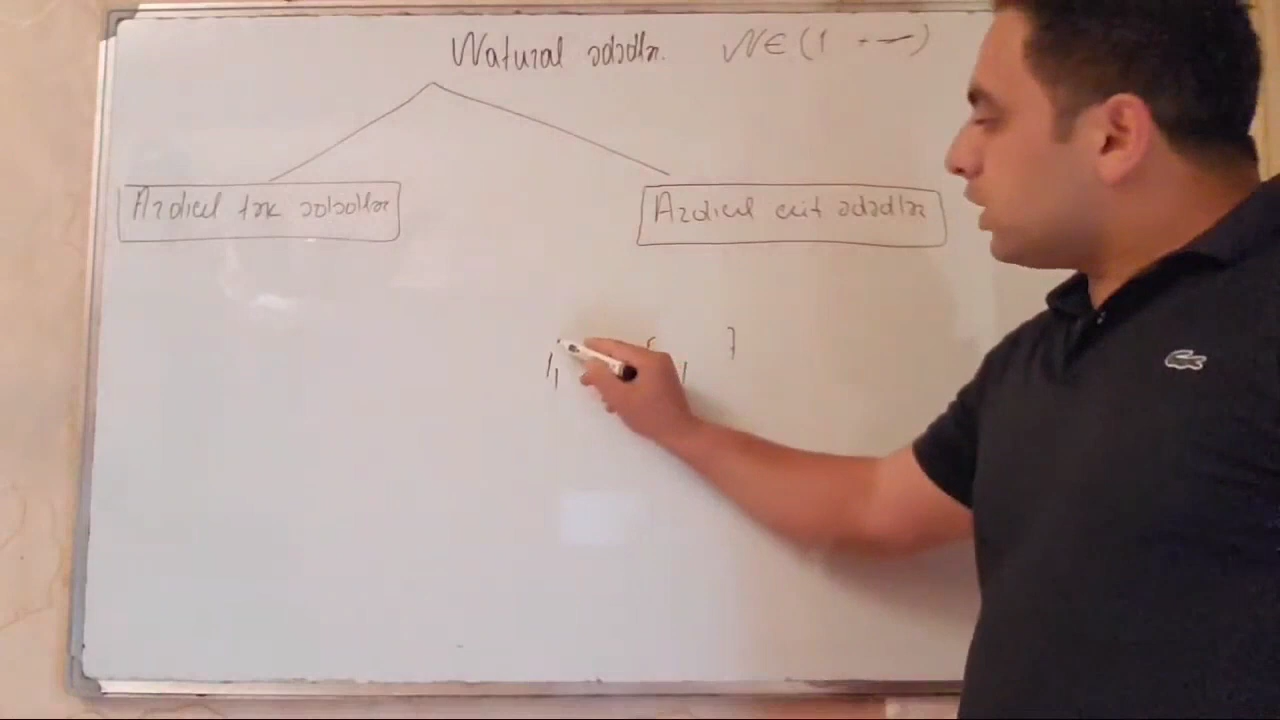 Natural ədədlər. N∈(1 ...)
Ardıcıl tək ədədlər
Ardıcıl cüt ədədlər